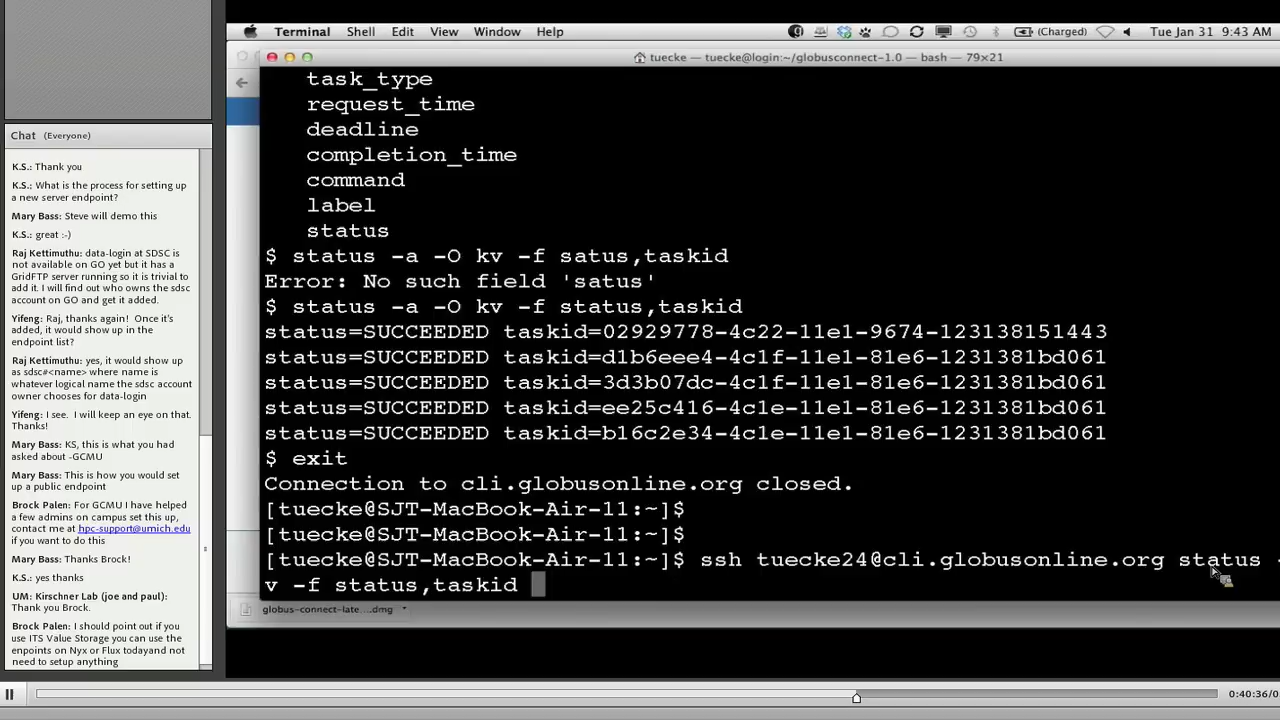 Terminal Shell Edit View Window Help (Charged) Tue Jan 31 9:43 AM
tuecke — tuecke@login:~/globusconnect-1.0 — bash — 79×21
task_type
request_time
deadline
completion_time
command
label
status
$ status -a -O kv -f satus,taskid
Error: No such field 'satus'
$ status -a -O kv -f status,taskid
status=SUCCEEDED taskid=02929778-4c22-11e1-9674-123138151443
status=SUCCEEDED taskid=d1b6eee4-4c1f-11e1-81e6-1231381bd061
status=SUCCEEDED taskid=3d3b07dc-4c1f-11e1-81e6-1231381bd061
status=SUCCEEDED taskid=ee25c416-4c1e-11e1-81e6-1231381bd061
status=SUCCEEDED taskid=b16c2e34-4c1e-11e1-81e6-1231381bd061
$ exit
Connection to cli.globusonline.org closed.
[tuecke@SJT-MacBook-Air-11:~]$
[tuecke@SJT-MacBook-Air-11:~]$
[tuecke@SJT-MacBook-Air-11:~]$ ssh tuecke24@cli.globusonline.org status -
v -f status,taskid
globus-connect-late....dmg
Chat (Everyone)
K.S.: Thank you
K.S.: What is the process for setting up
a new server endpoint?
Mary Bass: Steve will demo this
K.S.: great :-)
Raj Kettimuthu: data-login at SDSC is
not available on GO yet but it has a
GridFTP server running so it is trivial to
add it. I will find out who owns the sdsc
account on GO and get it added.
Yifeng: Raj, thanks again! Once it's
added, it would show up in the
endpoint list?
Raj Kettimuthu: yes, it would show up
as sdsc#<name> where name is
whatever logical name the sdsc account
owner chooses for data-login
Yifeng: I see. I will keep an eye on that.
Thanks!
Mary Bass: KS, this is what you had
asked about -GCMU
Mary Bass: This is how you would set
up a public endpoint
Brock Palen: For GCMU I have helped
a few admins on campus set this up,
contact me at hpc-support@umich.edu
if you want to do this
Mary Bass: Thanks Brock!
K.S.: yes thanks
UM: Kirschner Lab (joe and paul):
Thank you Brock.
Brock Palen: I should point out if you
use ITS Value Storage you can use the
enpoints on Nyx or Flux todayand not
need to setup anything
0:40:36/0